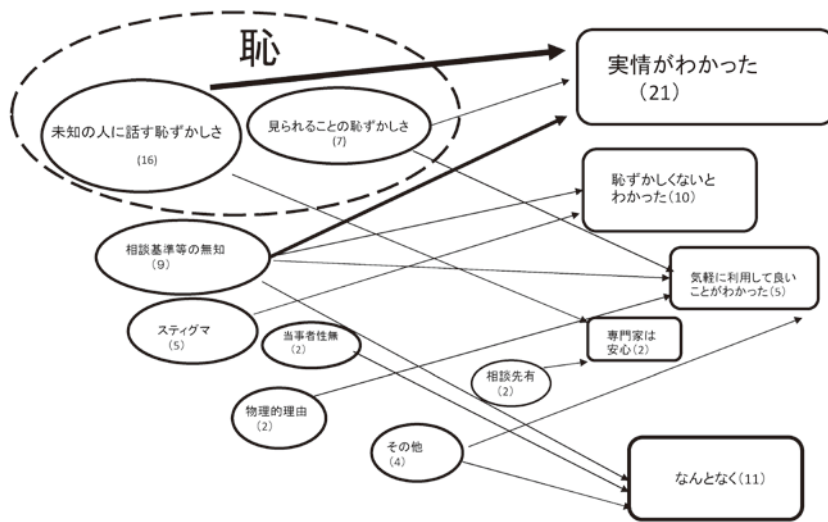 恥
未知の人に話す恥ずかしさ
(16)
見られることの恥ずかしさ
(7)
相談基準等の無知
(9)
スティグマ
(5)
当事者性無
(2)
物理的理由
(2)
相談先有
(2)
その他
(4)
実情がわかった
(21)
恥ずかしくないと
わかった(10)
気軽に利用して良い
ことがわかった(5)
専門家は
安心(2)
なんとなく(11)